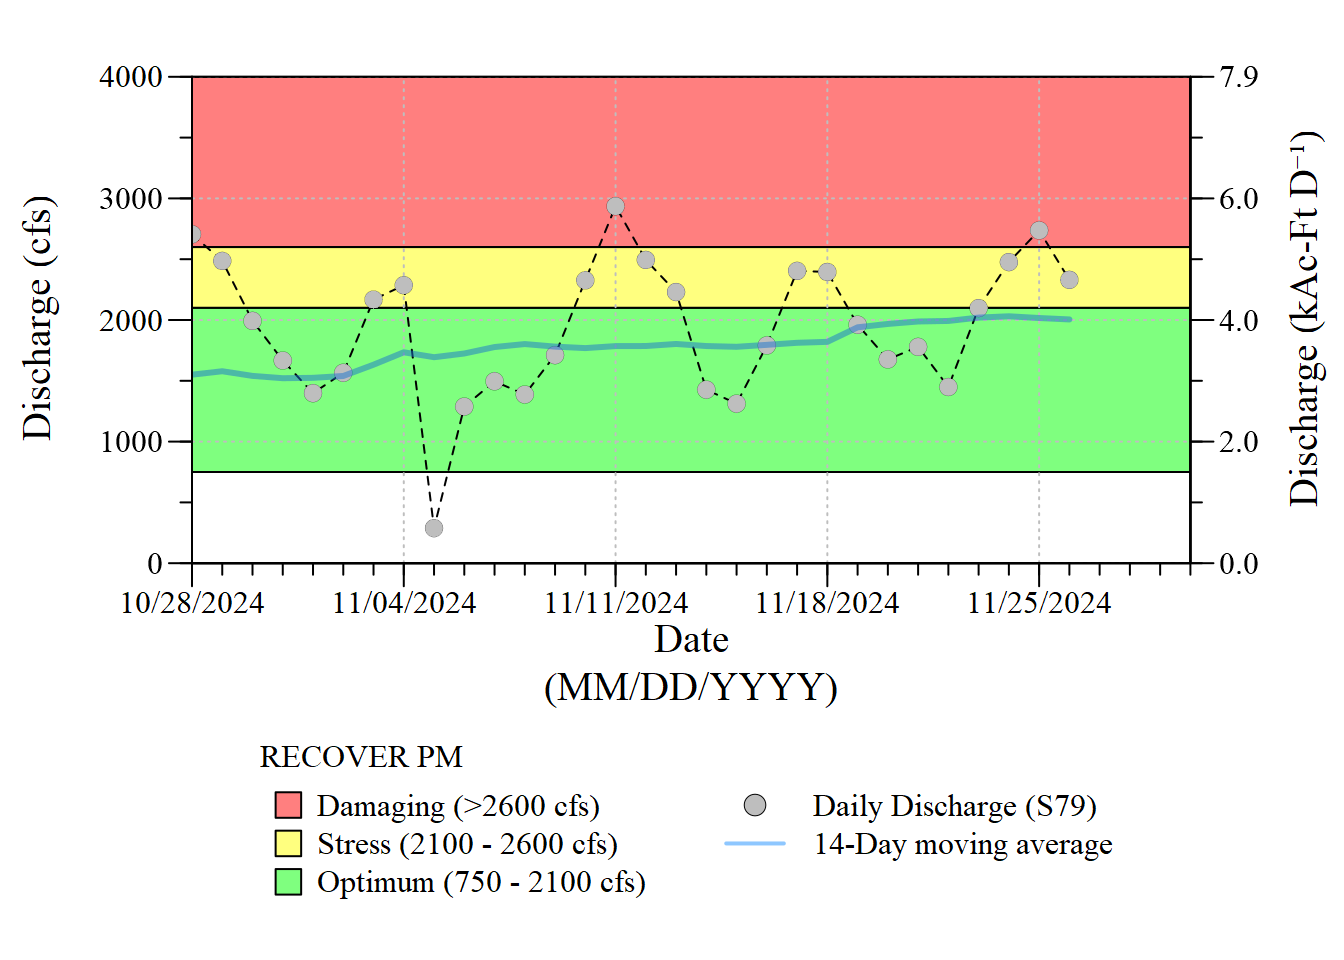 4000
3000
2000
1000
0
Discharge (cfs)
7.9
6.0
4.0
2.0
0.0
Discharge (kAc-Ft D⁻¹)
10/28/2024
11/04/2024
11/11/2024
11/18/2024
11/25/2024
Date
(MM/DD/YYYY)
RECOVER PM
Damaging (>2600 cfs)
Stress (2100 - 2600 cfs)
Optimum (750 - 2100 cfs)
Daily Discharge (S79)
14-Day moving average